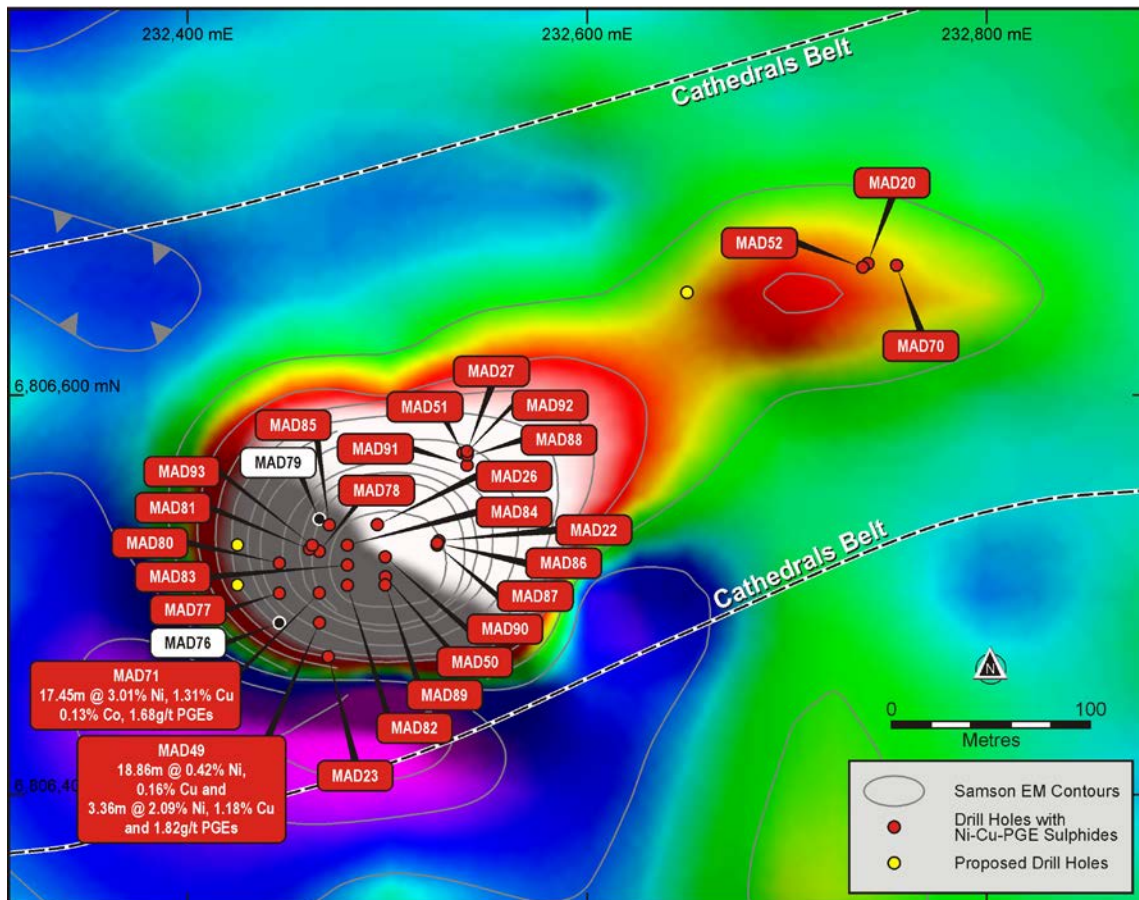 232,400 mE
232,600 mE
232,800 mE
Cathedrals Belt
MAD20
MAD52
MAD70
6,806,600 mN
MAD27
MAD51
MAD92
MAD85
MAD91
MAD88
MAD79
MAD93
MAD78
MAD26
MAD81
MAD84
MAD80
MAD22
MAD83
MAD86
MAD77
MAD87
Cathedrals Belt
MAD76
MAD90
MAD50
MAD71
17.45m @ 3.01% Ni, 1.31% Cu
0.13% Co, 1.68g/t PGEs
MAD89
MAD82
MAD49
18.86m @ 0.42% Ni,
0.16% Cu and
3.36m @ 2.09% Ni, 1.18% Cu
and 1.82g/t PGEs
MAD23
N
0
100
Metres
Samson EM Contours
Drill Holes with
Ni-Cu-PGE Sulphides
Proposed Drill Holes